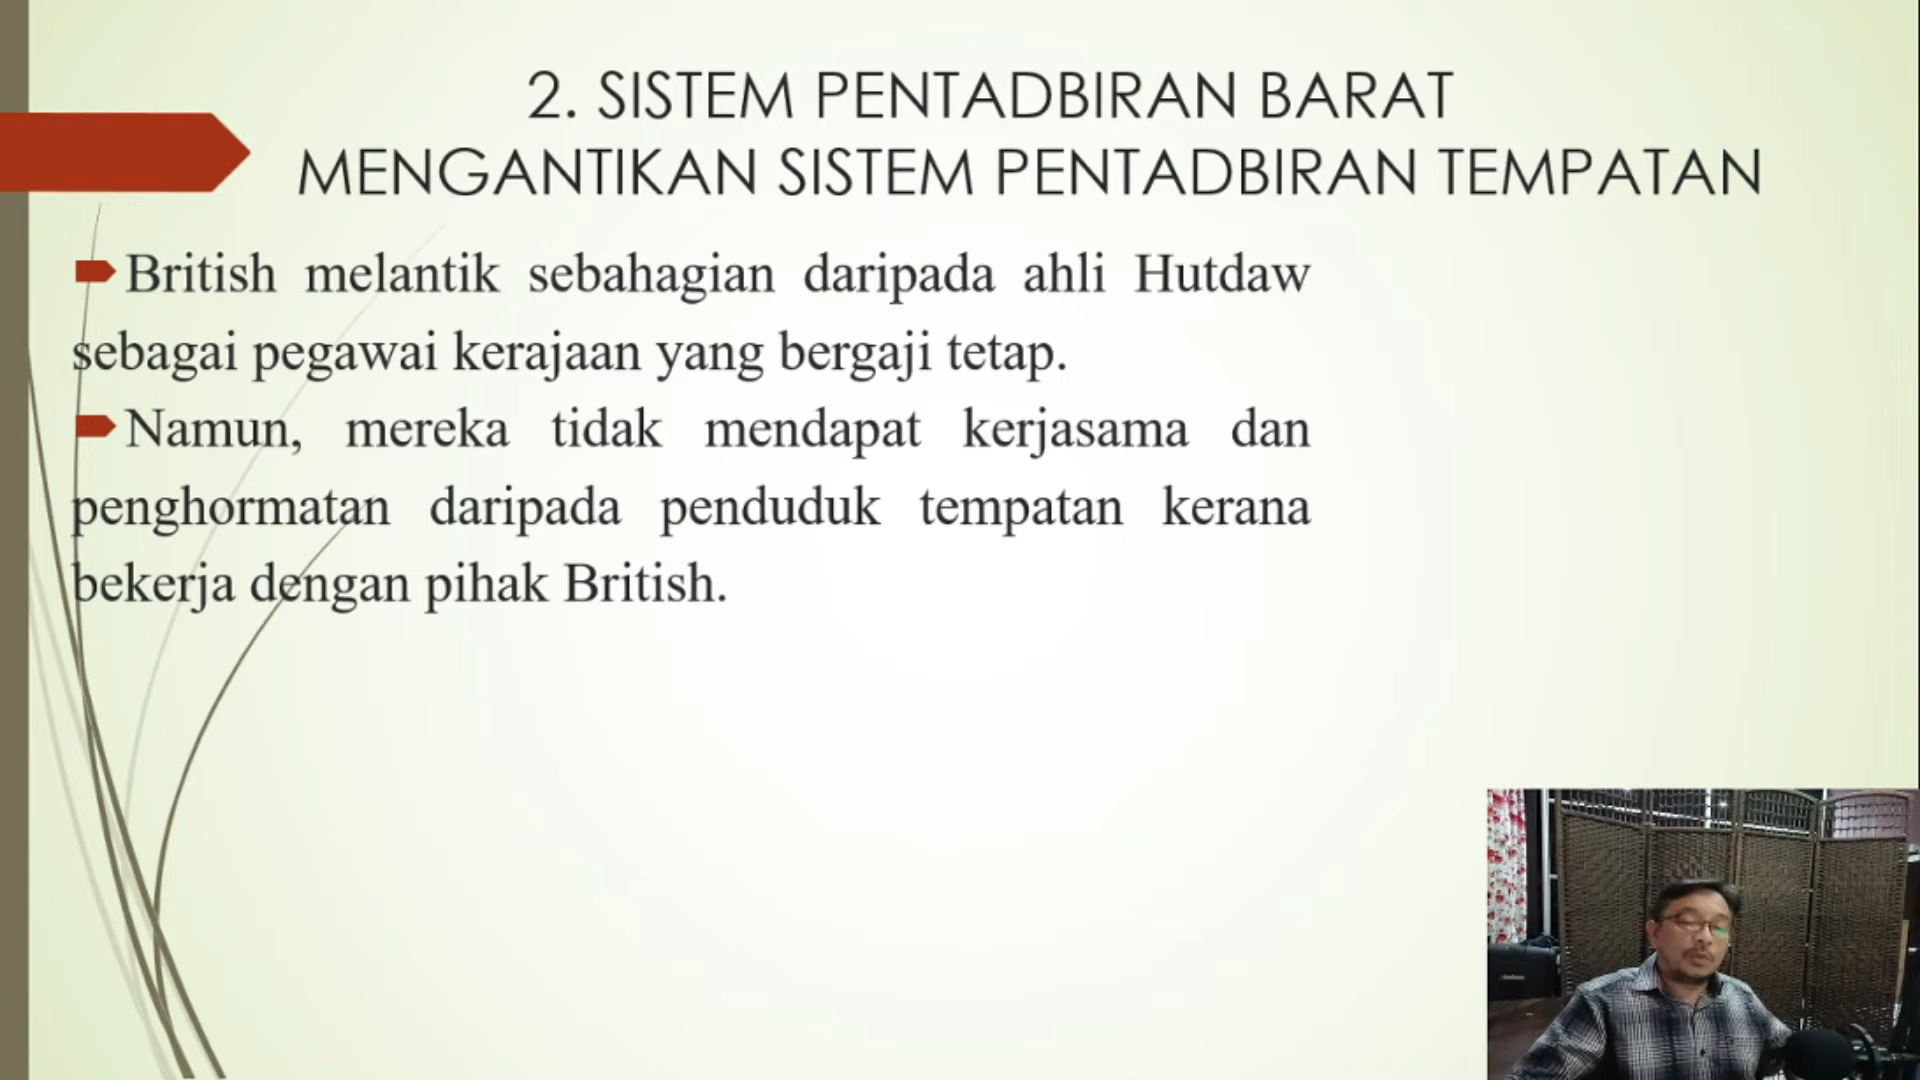 2. SISTEM PENTADBIRAN BARAT
MENGANTIKAN SISTEM PENTADBIRAN TEMPATAN
British melantik sebahagian daripada ahli Hutdaw
sebagai pegawai kerajaan yang bergaji tetap.
Namun, mereka tidak mendapat kerjasama dan
penghormatan daripada penduduk tempatan kerana
bekerja dengan pihak British.